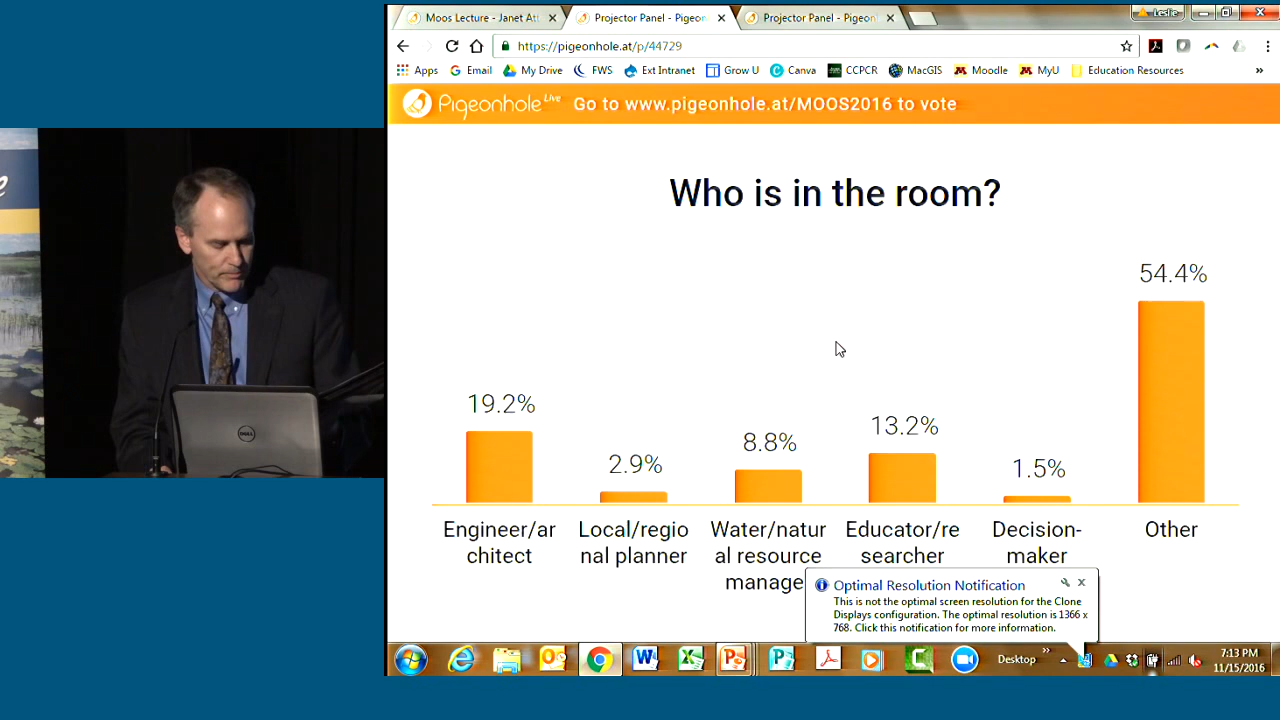 Moos Lecture - Janet Att
Projector Panel - Pigeon
Projector Panel - Pigeonh
Leslie
https://pigeonhole.at/p/44729
Apps
Email
My Drive
FWS
Ext Intranet
Grow U
Canva
CCPCR
MacGIS
Moodle
MyU
Education Resources
»
Pigeonhole Live
Go to www.pigeonhole.at/MOOS2016 to vote
Who is in the room?
54.4%
19.2%
13.2%
8.8%
2.9%
1.5%
Engineer/ar
chitect
Local/regio
nal planner
Water/natur
al resource
manage
Educator/re
searcher
Decision-
maker
Other
Optimal Resolution Notification
This is not the optimal screen resolution for the Clone
Displays configuration. The optimal resolution is 1366 x
768. Click this notification for more information.
Desktop
»
7:13 PM
11/15/2016
DELL
e